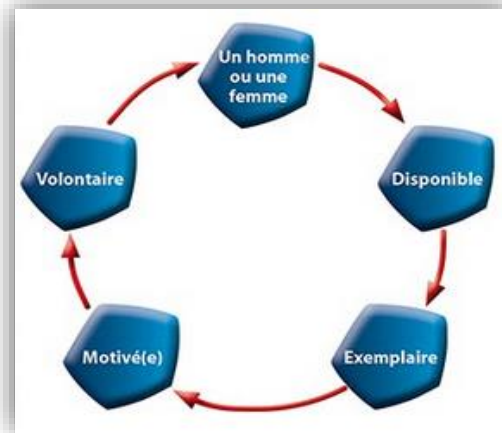 Un homme
ou une
femme
Disponible
Exemplaire
Motivé(e)
Volontaire